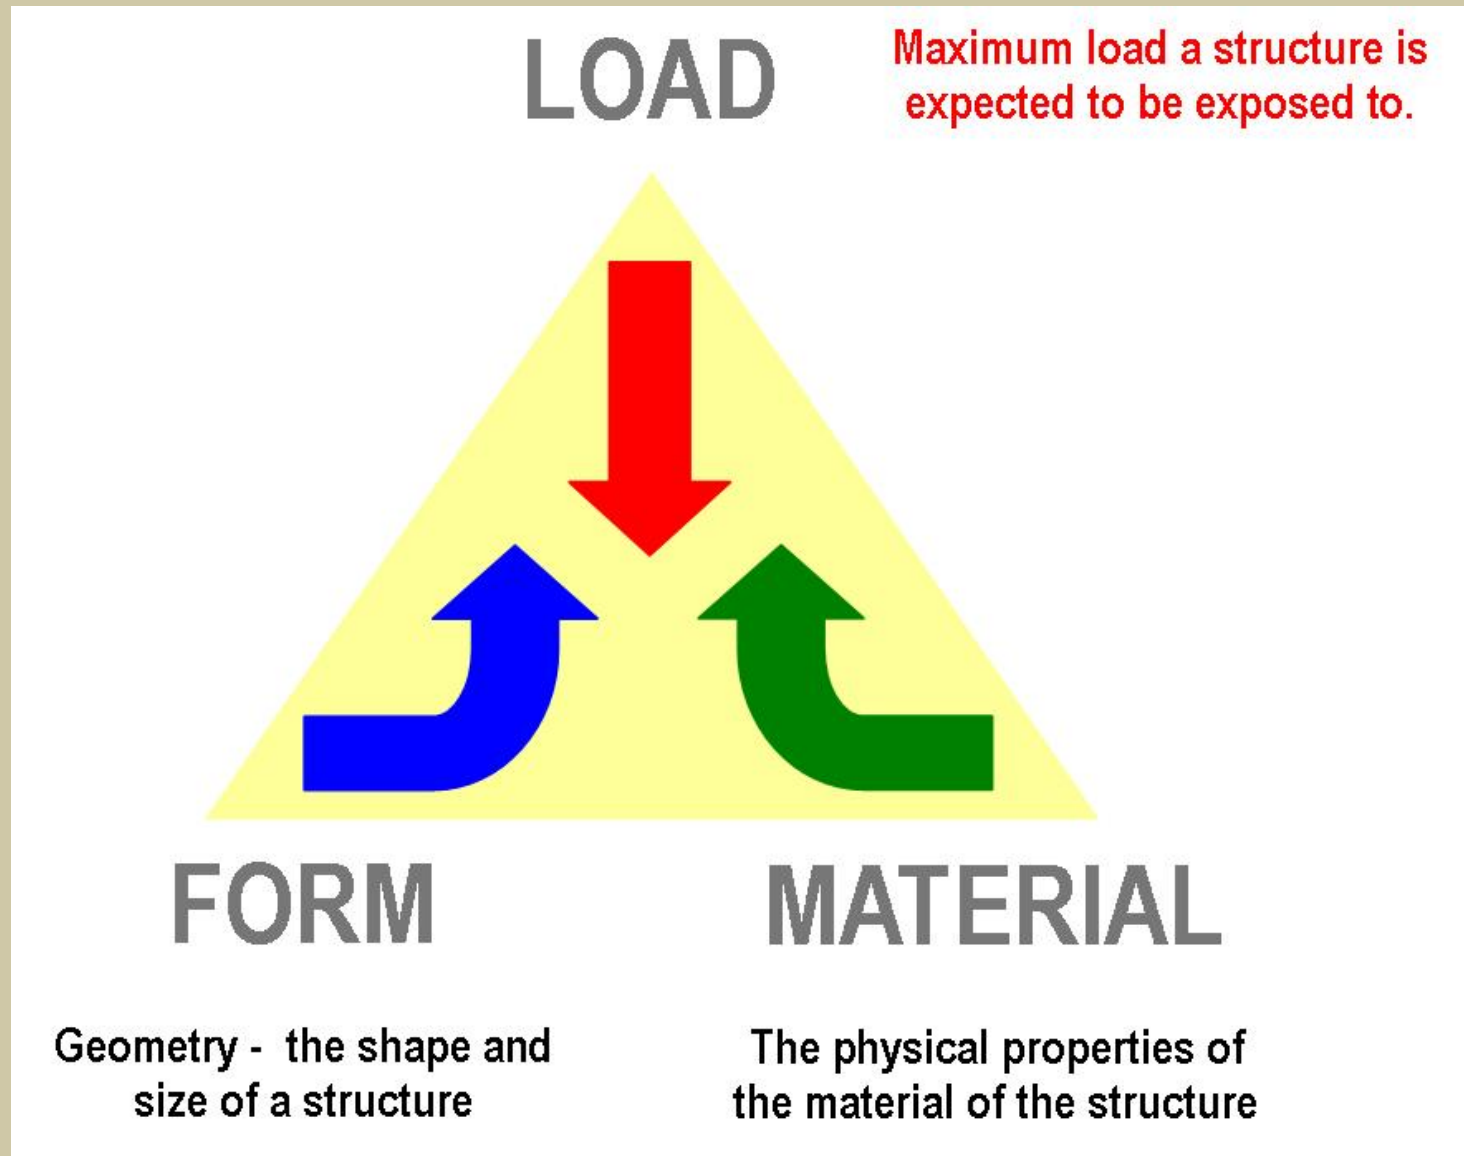 LOAD
Maximum load a structure is
expected to be exposed to.
FORM
MATERIAL
Geometry -  the shape and
size of a structure
The physical properties of
the material of the structure